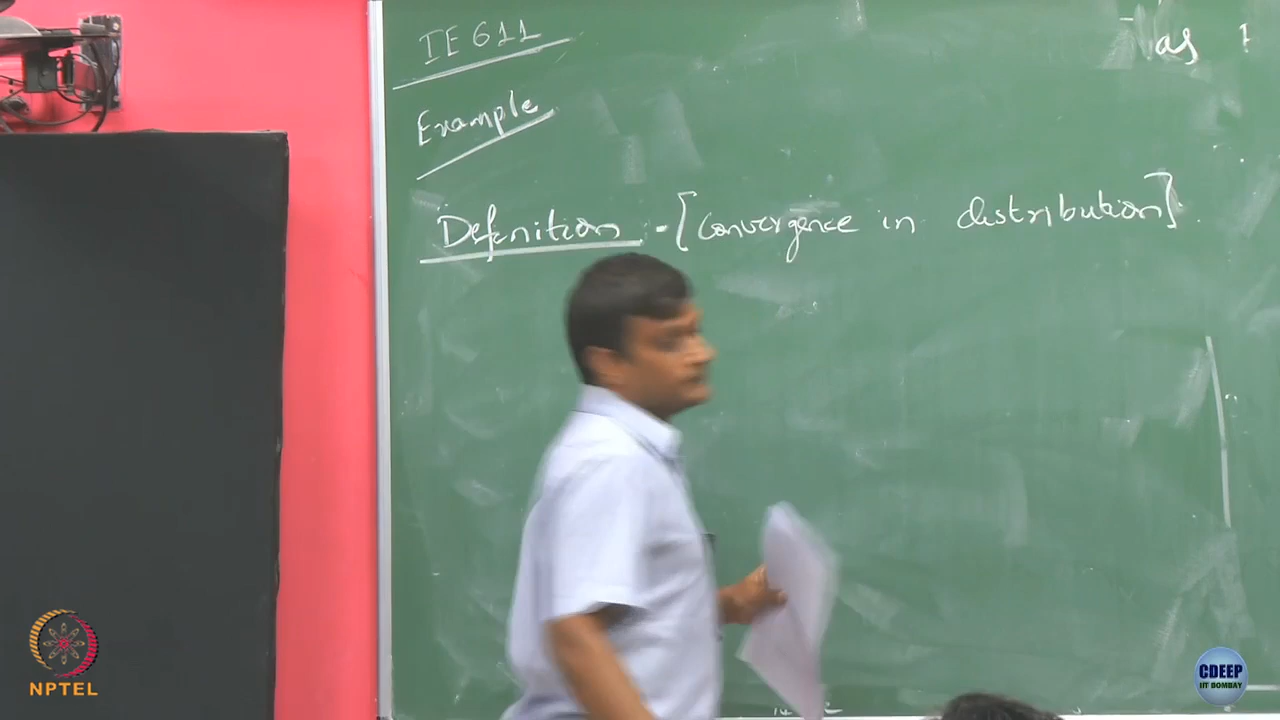 IE 611
as
Example
Definition - [Convergence in distribution].
NPTEL
CDEEP
IIT BOMBAY